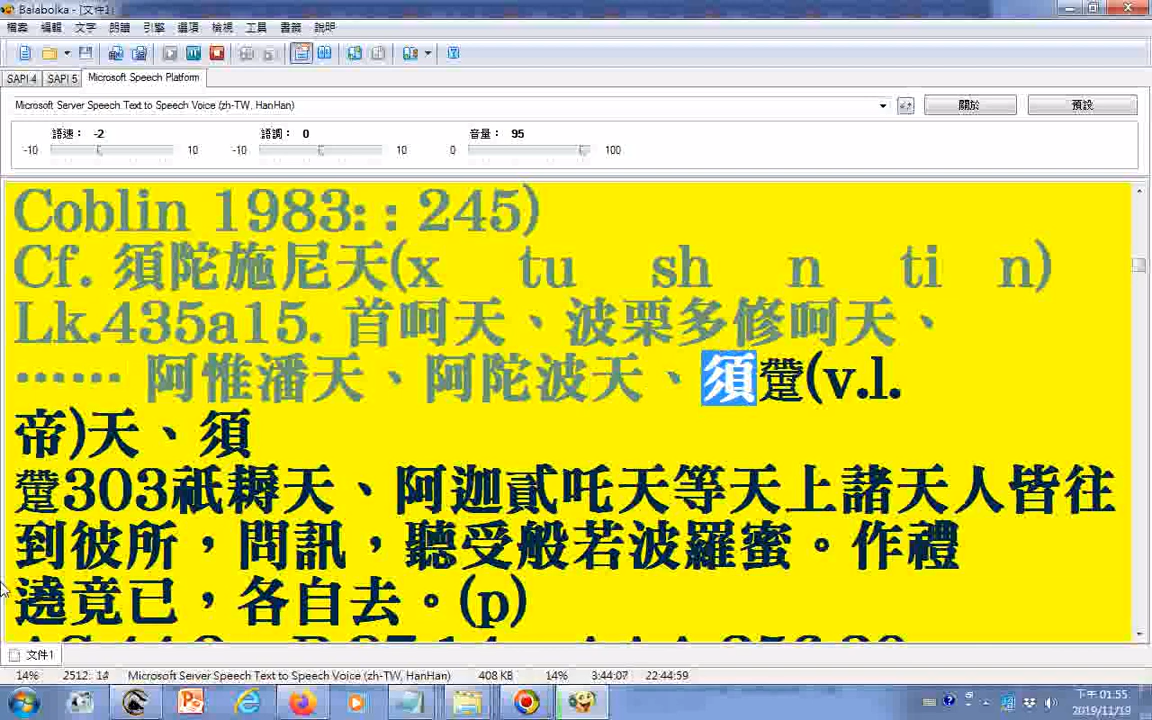 Balabolka - [文件1]
檔案 編輯 文字 朗讀 引擎 選項 檢視 工具 書籤 說明
SAPI 4 SAPI 5 Microsoft Speech Platform
Microsoft Server Speech Text to Speech Voice (zh-TW, HanHan) 關於 預設
語速： -2 語調： 0 音量： 95
-10 10 -10 10 0 100
Coblin 1983: : 245)
Cf. 須陀施尼天(x tu sh n ti n)
Lk.435a15. 首呵天、波栗多修呵天、
…… 阿惟潘天、阿陀波天、須䟆(v.l.
帝)天、須
䟆303祇耨天、阿迦貳吒天等天上諸天人皆往
到彼所，問訊，聽受般若波羅蜜。作禮
遶竟已，各自去。(p)
文件1
14% 2512: 14 Microsoft Server Speech Text to Speech Voice (zh-TW, HanHan) 408 KB 14% 3:44:07 22:44:59
下午 01:55
2019/11/19